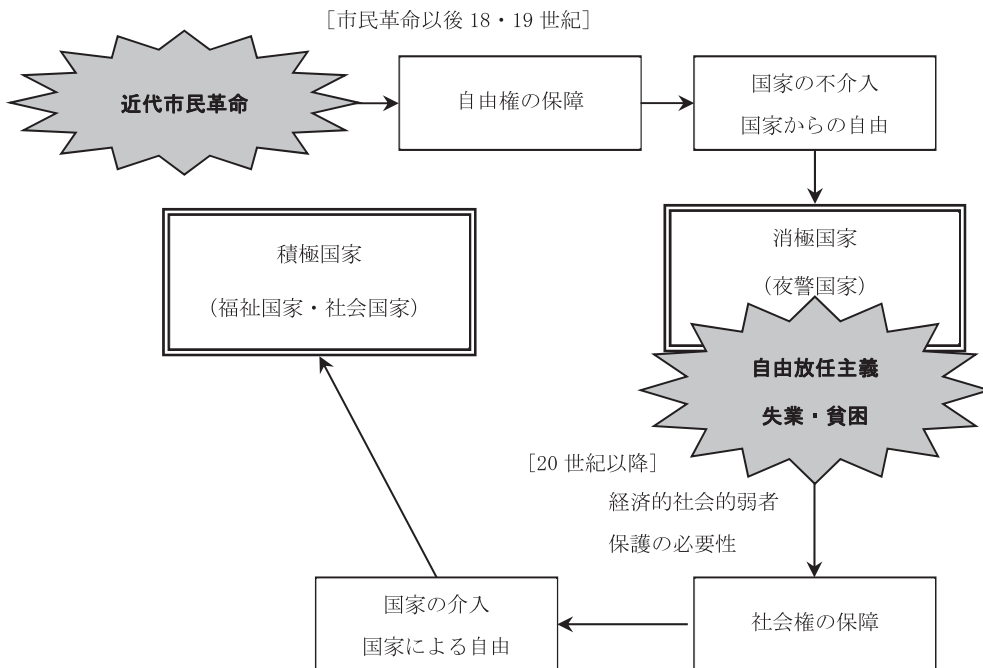 ［市民革命以後 18・19 世紀］
近代市民革命
自由権の保障
国家の不介入
国家からの自由
消極国家
（夜警国家）
自由放任主義
失業・貧困
［20 世紀以降］
経済的社会的弱者
保護の必要性
社会権の保障
国家の介入
国家による自由
積極国家
（福祉国家・社会国家）